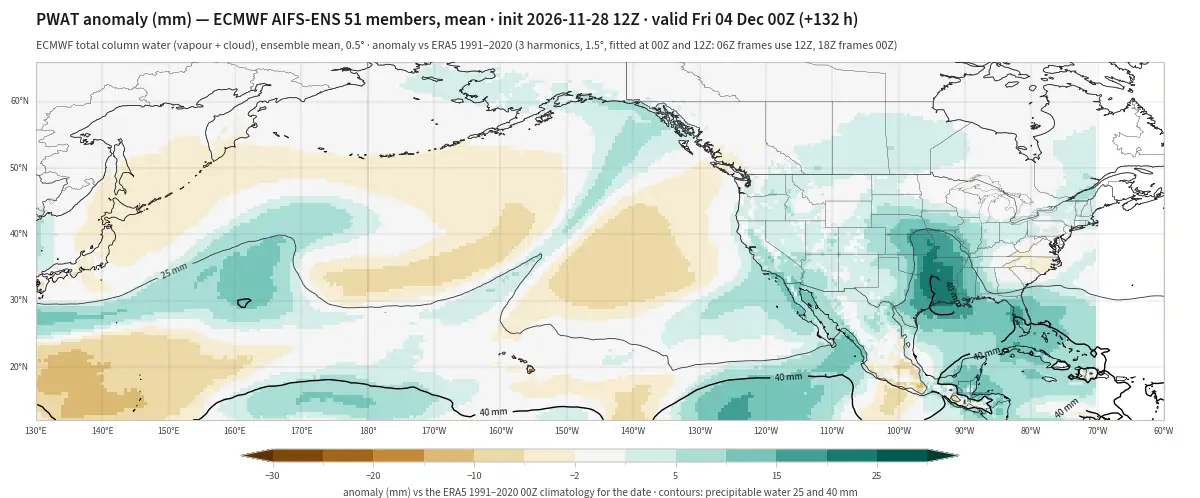 PWAT anomaly (mm) — ECMWF AIFS-ENS 51 members, mean · init 2026-11-28 12Z · valid Fri 04 Dec 00Z (+132 h)
ECMWF total column water (vapour + cloud), ensemble mean, 0.5° · anomaly vs ERA5 1991–2020 (3 harmonics, 1.5°, fitted at 00Z and 12Z: 06Z frames use 12Z, 18Z frames 00Z)
60°N
50°N
40°N
30°N
20°N
25 mm
40 mm
40 mm
40 mm
40 mm
40 mm
130°E 140°E 150°E 160°E 170°E 180° 170°W 160°W 150°W 140°W 130°W 120°W 110°W 100°W 90°W 80°W 70°W 60°W
−30 −20 −10 −2 5 15 25
anomaly (mm) vs the ERA5 1991–2020 00Z climatology for the date · contours: precipitable water 25 and 40 mm